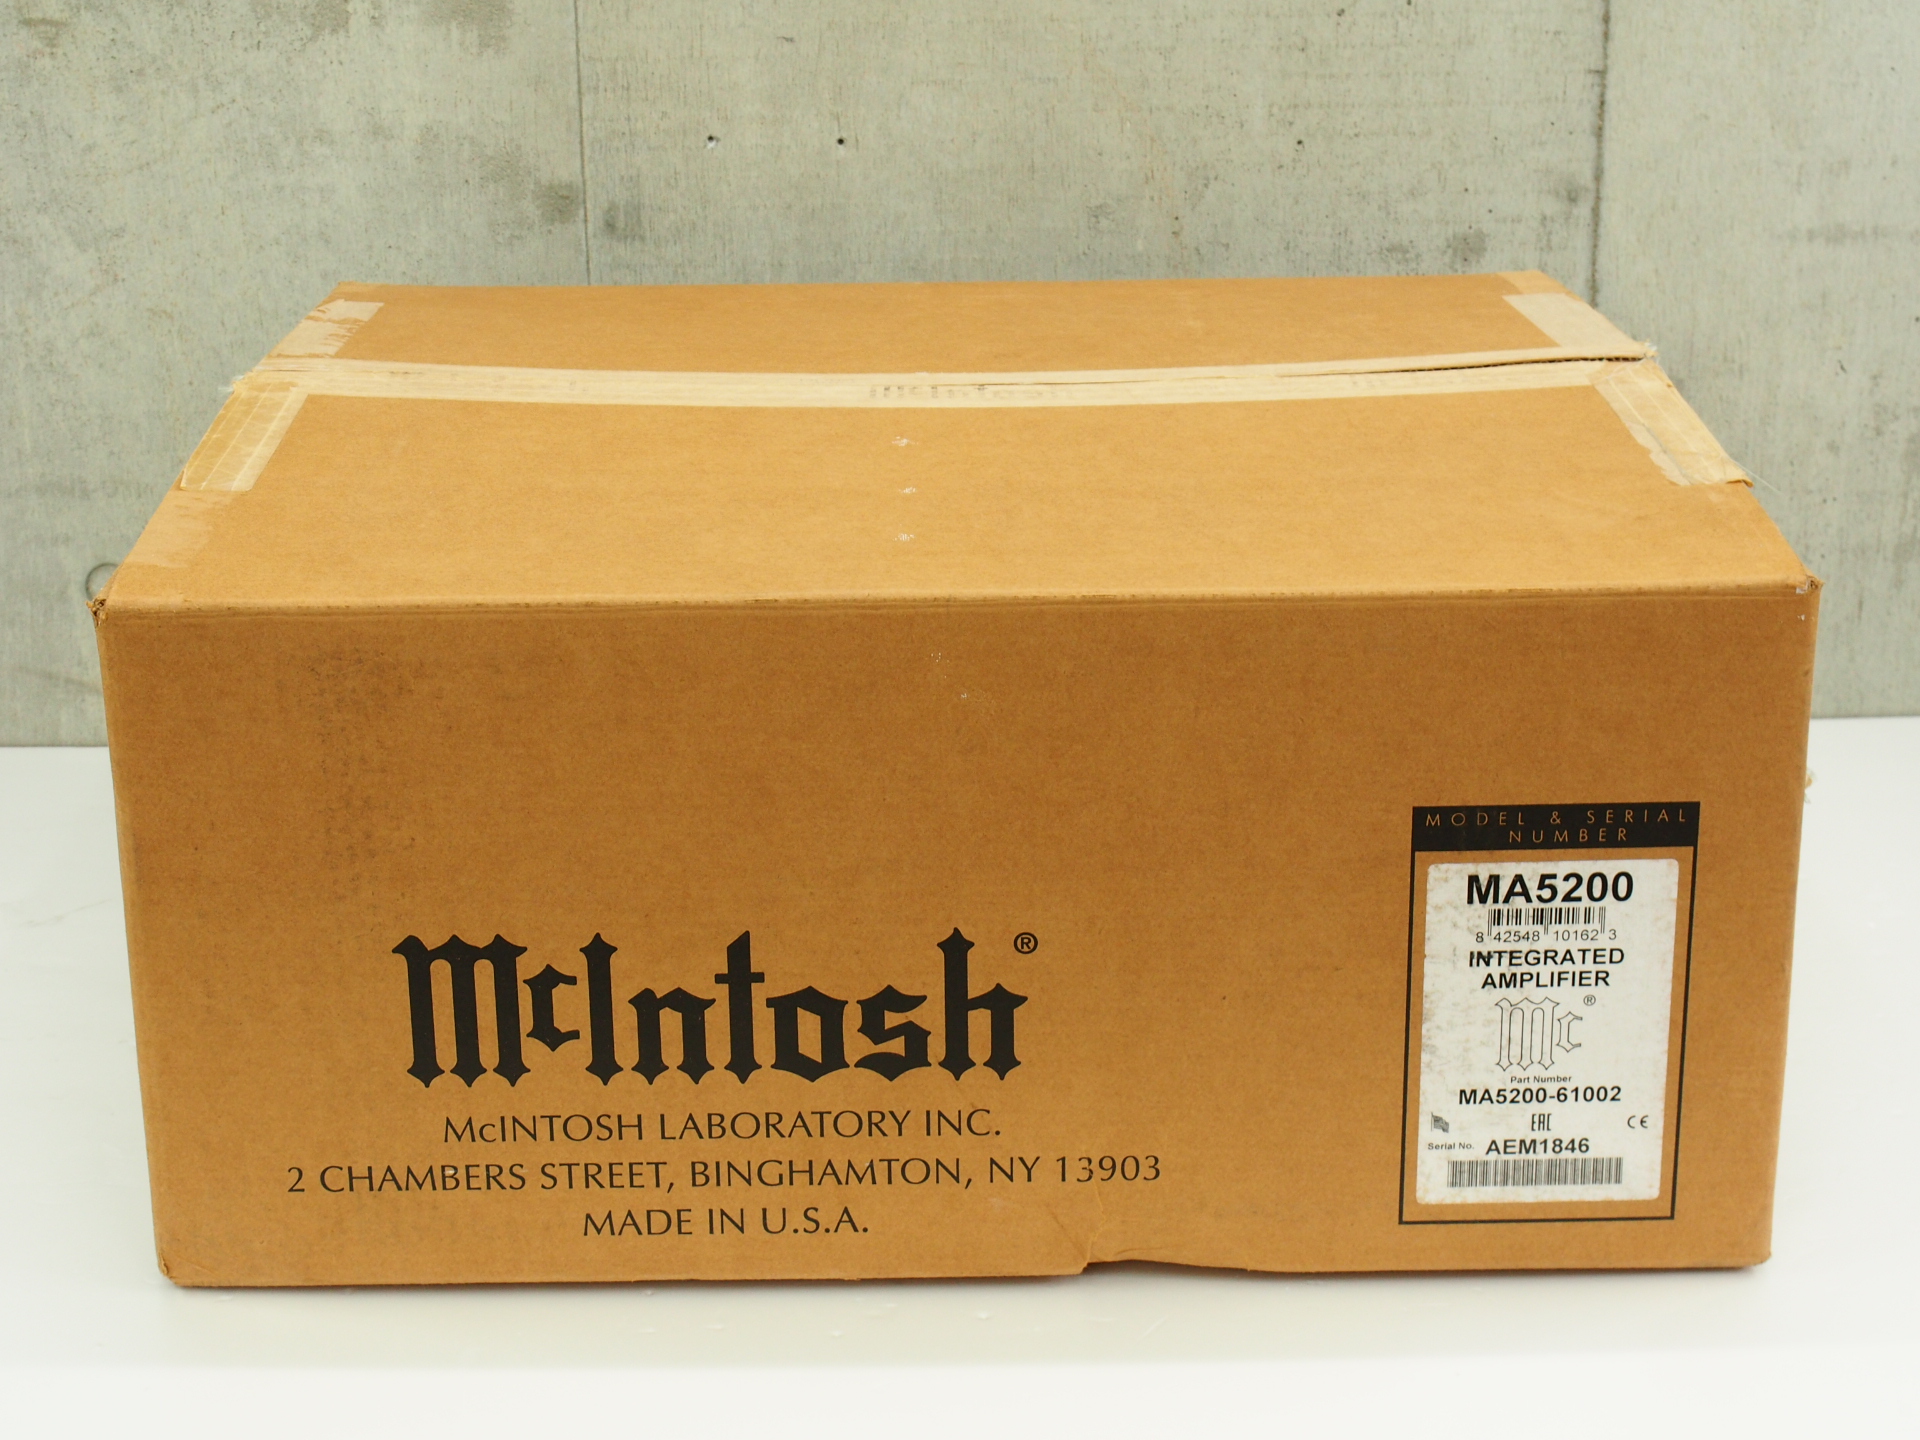 McIntosh
McIntosh®
McINTOSH LABORATORY INC.
2 CHAMBERS STREET, BINGHAMTON, NY 13903
MADE IN U.S.A.
MODEL & SERIAL
NUMBER
MA5200
8 42548 10162 3
INTEGRATED
AMPLIFIER
Mc®
Part Number
MA5200-61002
EAC CE
Serial No. AEM1846